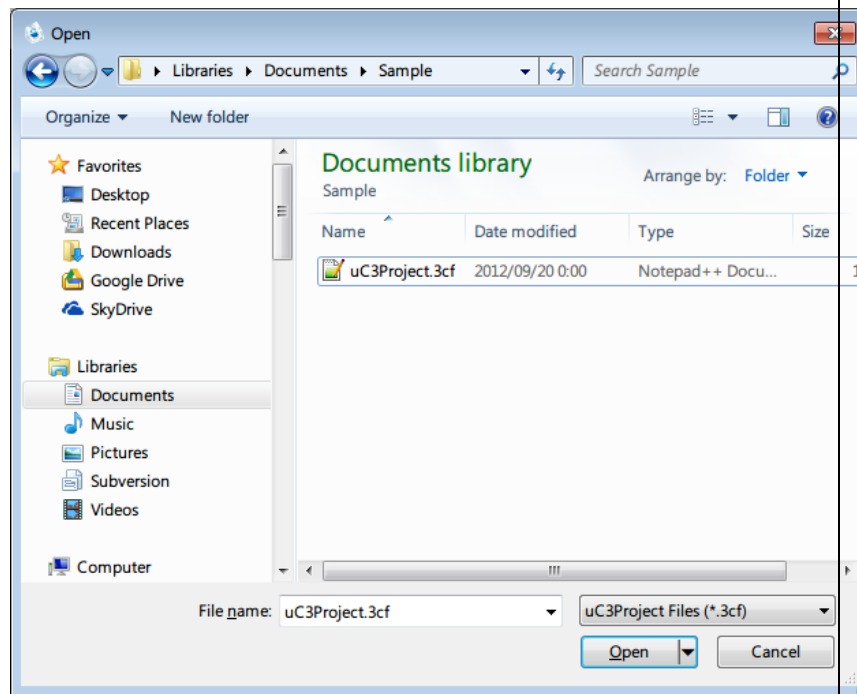 Open
Libraries Documents Sample Search Sample
Organize New folder
Favorites
Desktop
Recent Places
Downloads
Google Drive
SkyDrive
Libraries
Documents
Music
Pictures
Subversion
Videos
Computer
Documents library
Sample
Arrange by: Folder
Name Date modified Type Size
uC3Project.3cf 2012/09/20 0:00 Notepad++ Docu... 1
File name: uC3Project.3cf uC3Project Files (*.3cf)
Open Cancel